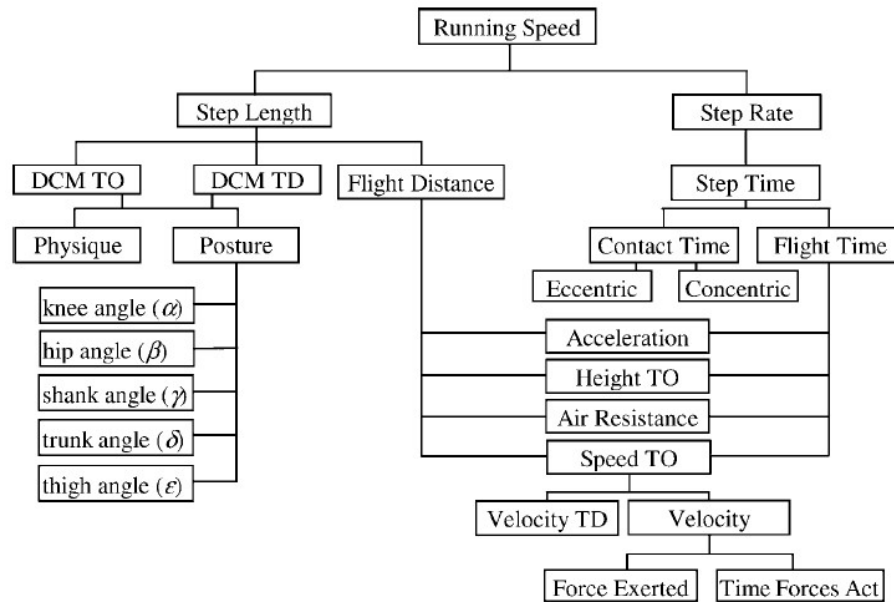 Running Speed
Step Length
Step Rate
DCM TO
DCM TD
Flight Distance
Step Time
Physique
Posture
Contact Time
Flight Time
Eccentric
Concentric
knee angle (α)
hip angle (β)
shank angle (γ)
trunk angle (δ)
thigh angle (ε)
Acceleration
Height TO
Air Resistance
Speed TO
Velocity TD
Velocity
Force Exerted
Time Forces Act